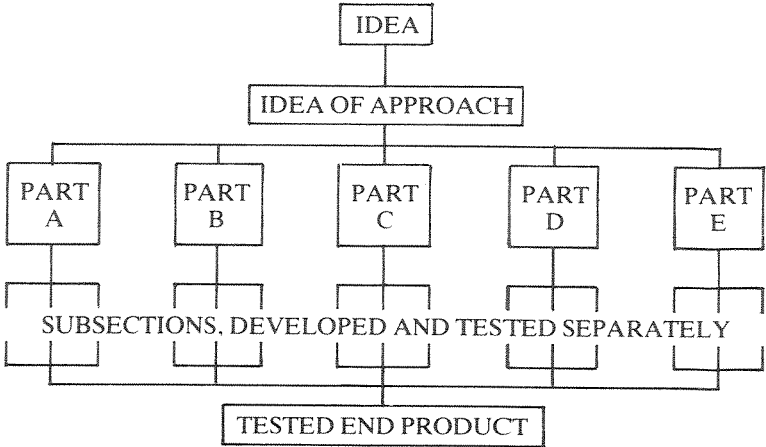 IDEA
IDEA OF APPROACH
PART
A
PART
B
PART
C
PART
D
PART
E
SUBSECTIONS, DEVELOPED AND TESTED SEPARATELY
TESTED END PRODUCT